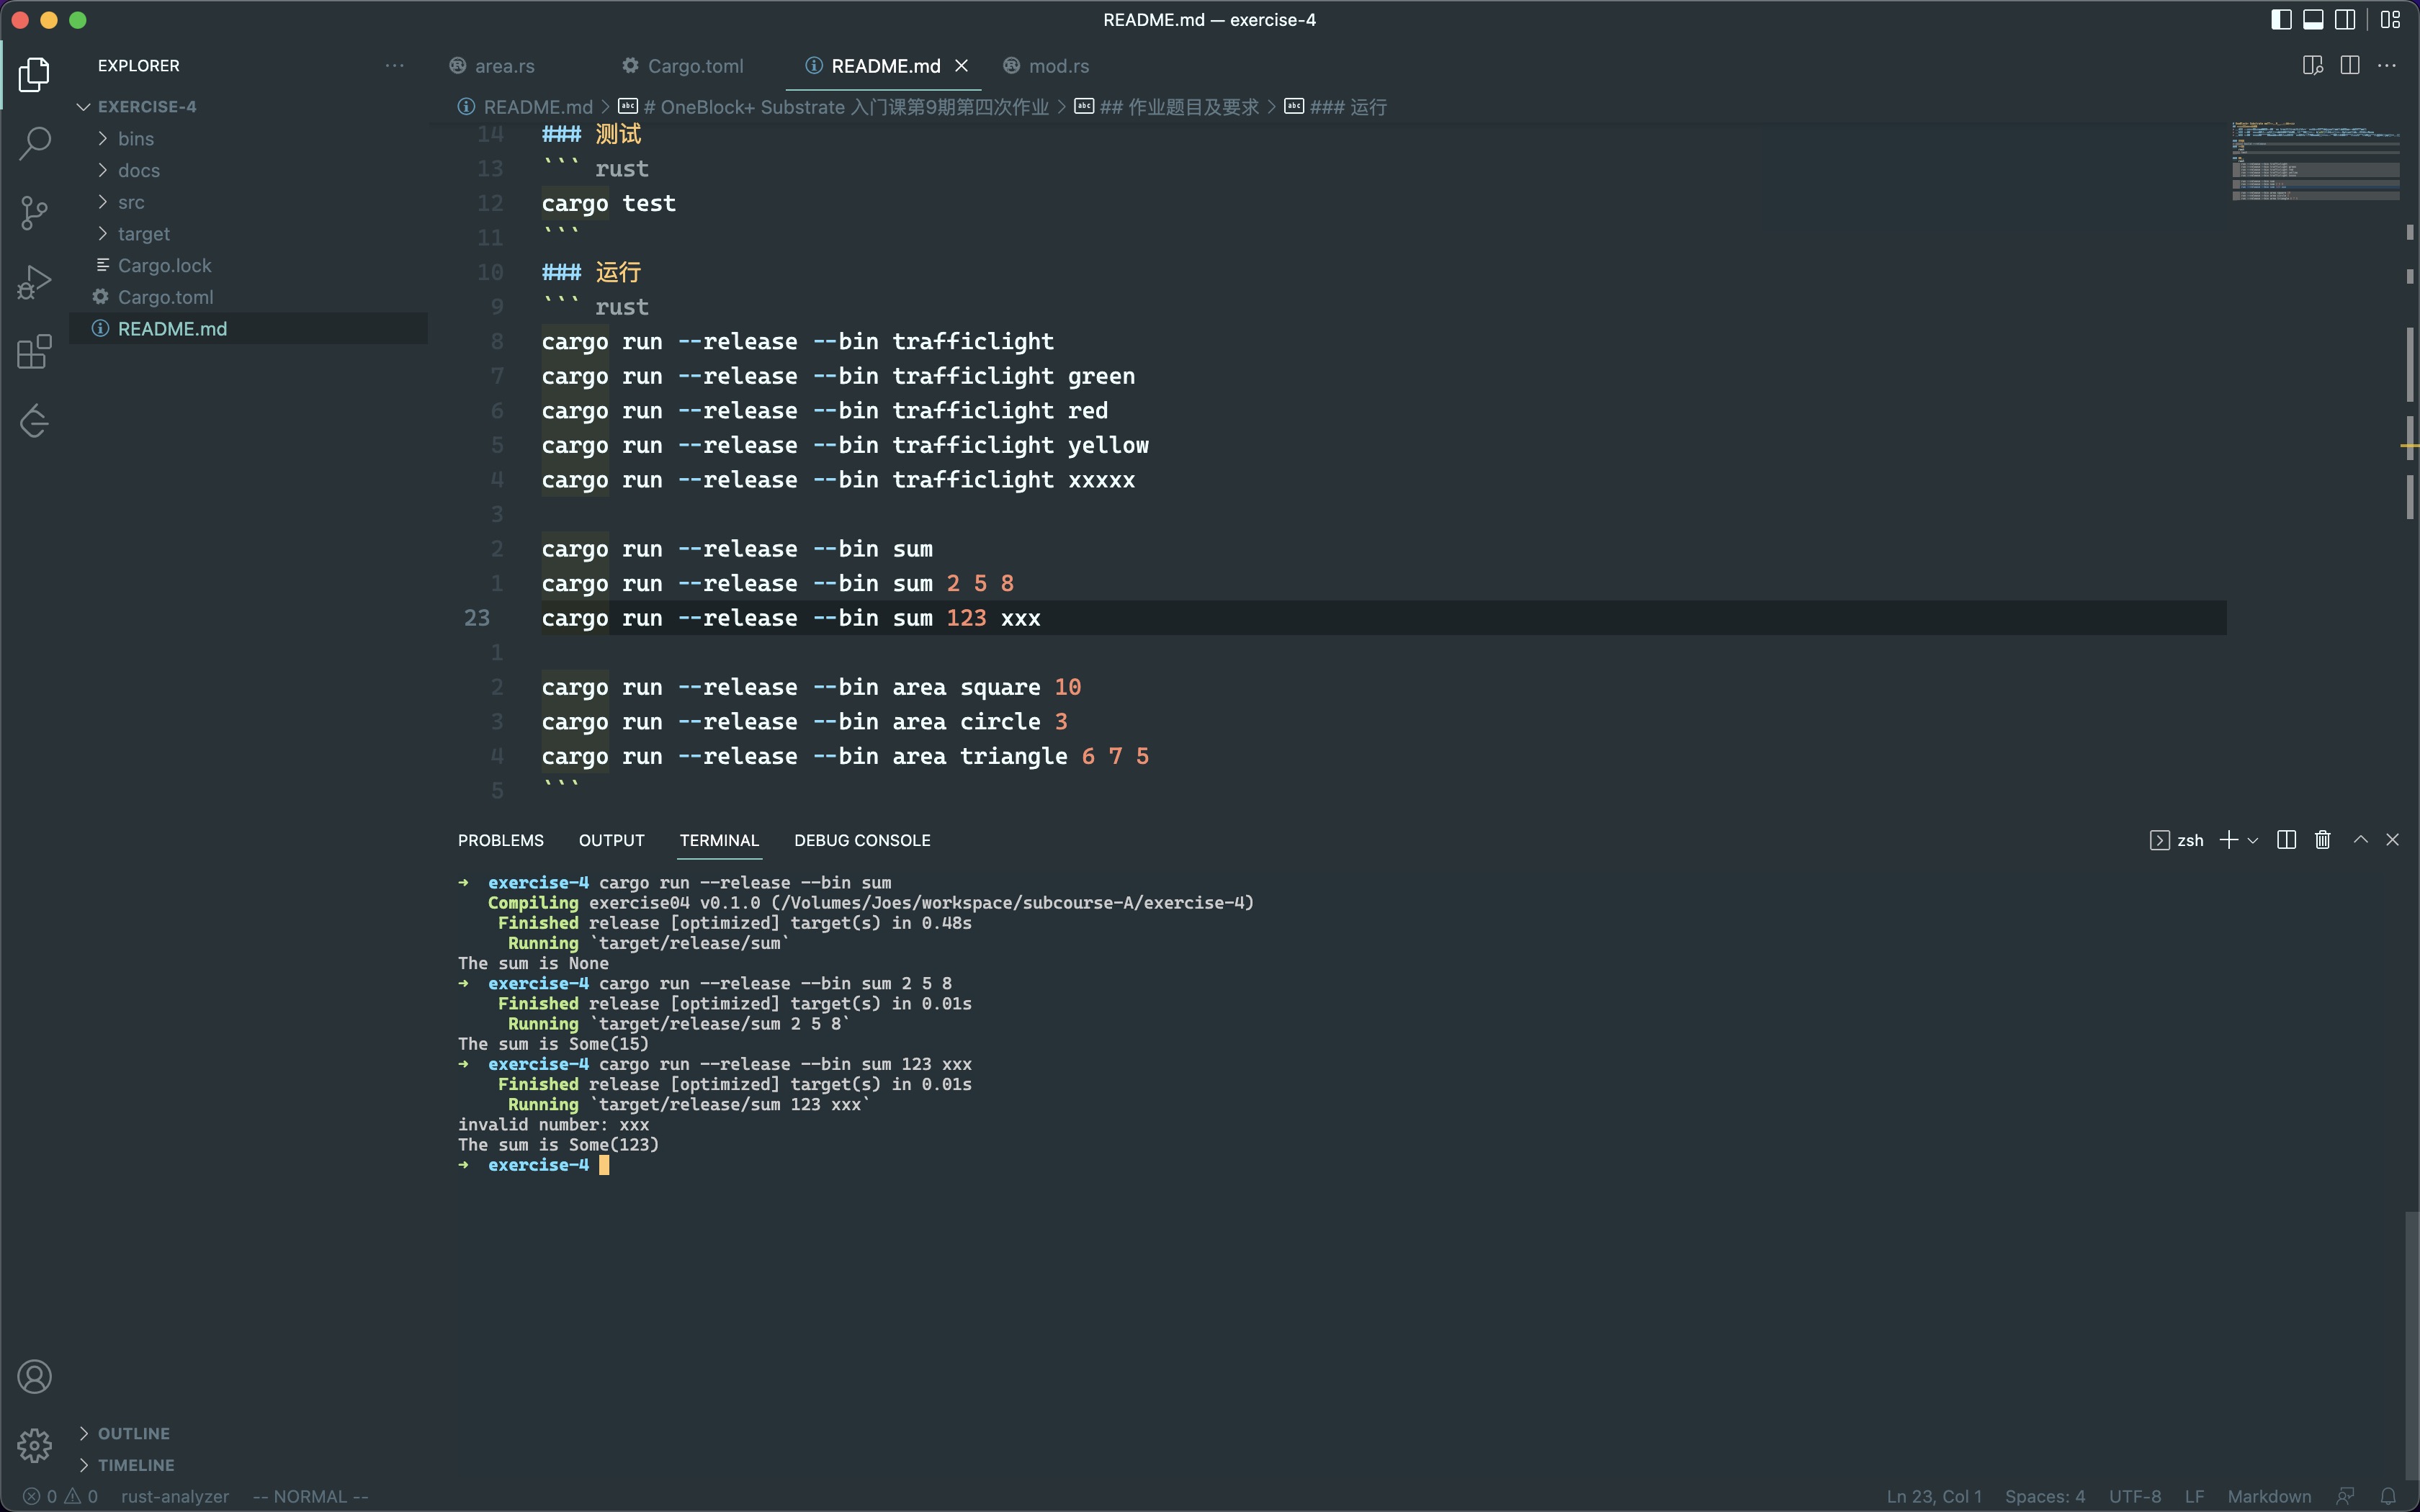 README.md — exercise-4
EXPLORER
EXERCISE-4
bins
docs
src
target
Cargo.lock
Cargo.toml
README.md
OUTLINE
TIMELINE
area.rs Cargo.toml README.md mod.rs
README.md > # OneBlock+ Substrate 入门课第9期第四次作业 > ## 作业题目及要求 > ### 运行
14 ### 测试
13 ``` rust
12 cargo test
11 ```
10 ### 运行
9 ``` rust
8 cargo run --release --bin trafficlight
7 cargo run --release --bin trafficlight green
6 cargo run --release --bin trafficlight red
5 cargo run --release --bin trafficlight yellow
4 cargo run --release --bin trafficlight xxxxx
3
2 cargo run --release --bin sum
1 cargo run --release --bin sum 2 5 8
23 cargo run --release --bin sum 123 xxx
1
2 cargo run --release --bin area square 10
3 cargo run --release --bin area circle 3
4 cargo run --release --bin area triangle 6 7 5
5 ```
PROBLEMS OUTPUT TERMINAL DEBUG CONSOLE zsh
➜ exercise-4 cargo run --release --bin sum
Compiling exercise04 v0.1.0 (/Volumes/Joes/workspace/subcourse-A/exercise-4)
Finished release [optimized] target(s) in 0.48s
Running `target/release/sum`
The sum is None
➜ exercise-4 cargo run --release --bin sum 2 5 8
Finished release [optimized] target(s) in 0.01s
Running `target/release/sum 2 5 8`
The sum is Some(15)
➜ exercise-4 cargo run --release --bin sum 123 xxx
Finished release [optimized] target(s) in 0.01s
Running `target/release/sum 123 xxx`
invalid number: xxx
The sum is Some(123)
➜ exercise-4
0 0 rust-analyzer -- NORMAL -- Ln 23, Col 1 Spaces: 4 UTF-8 LF Markdown